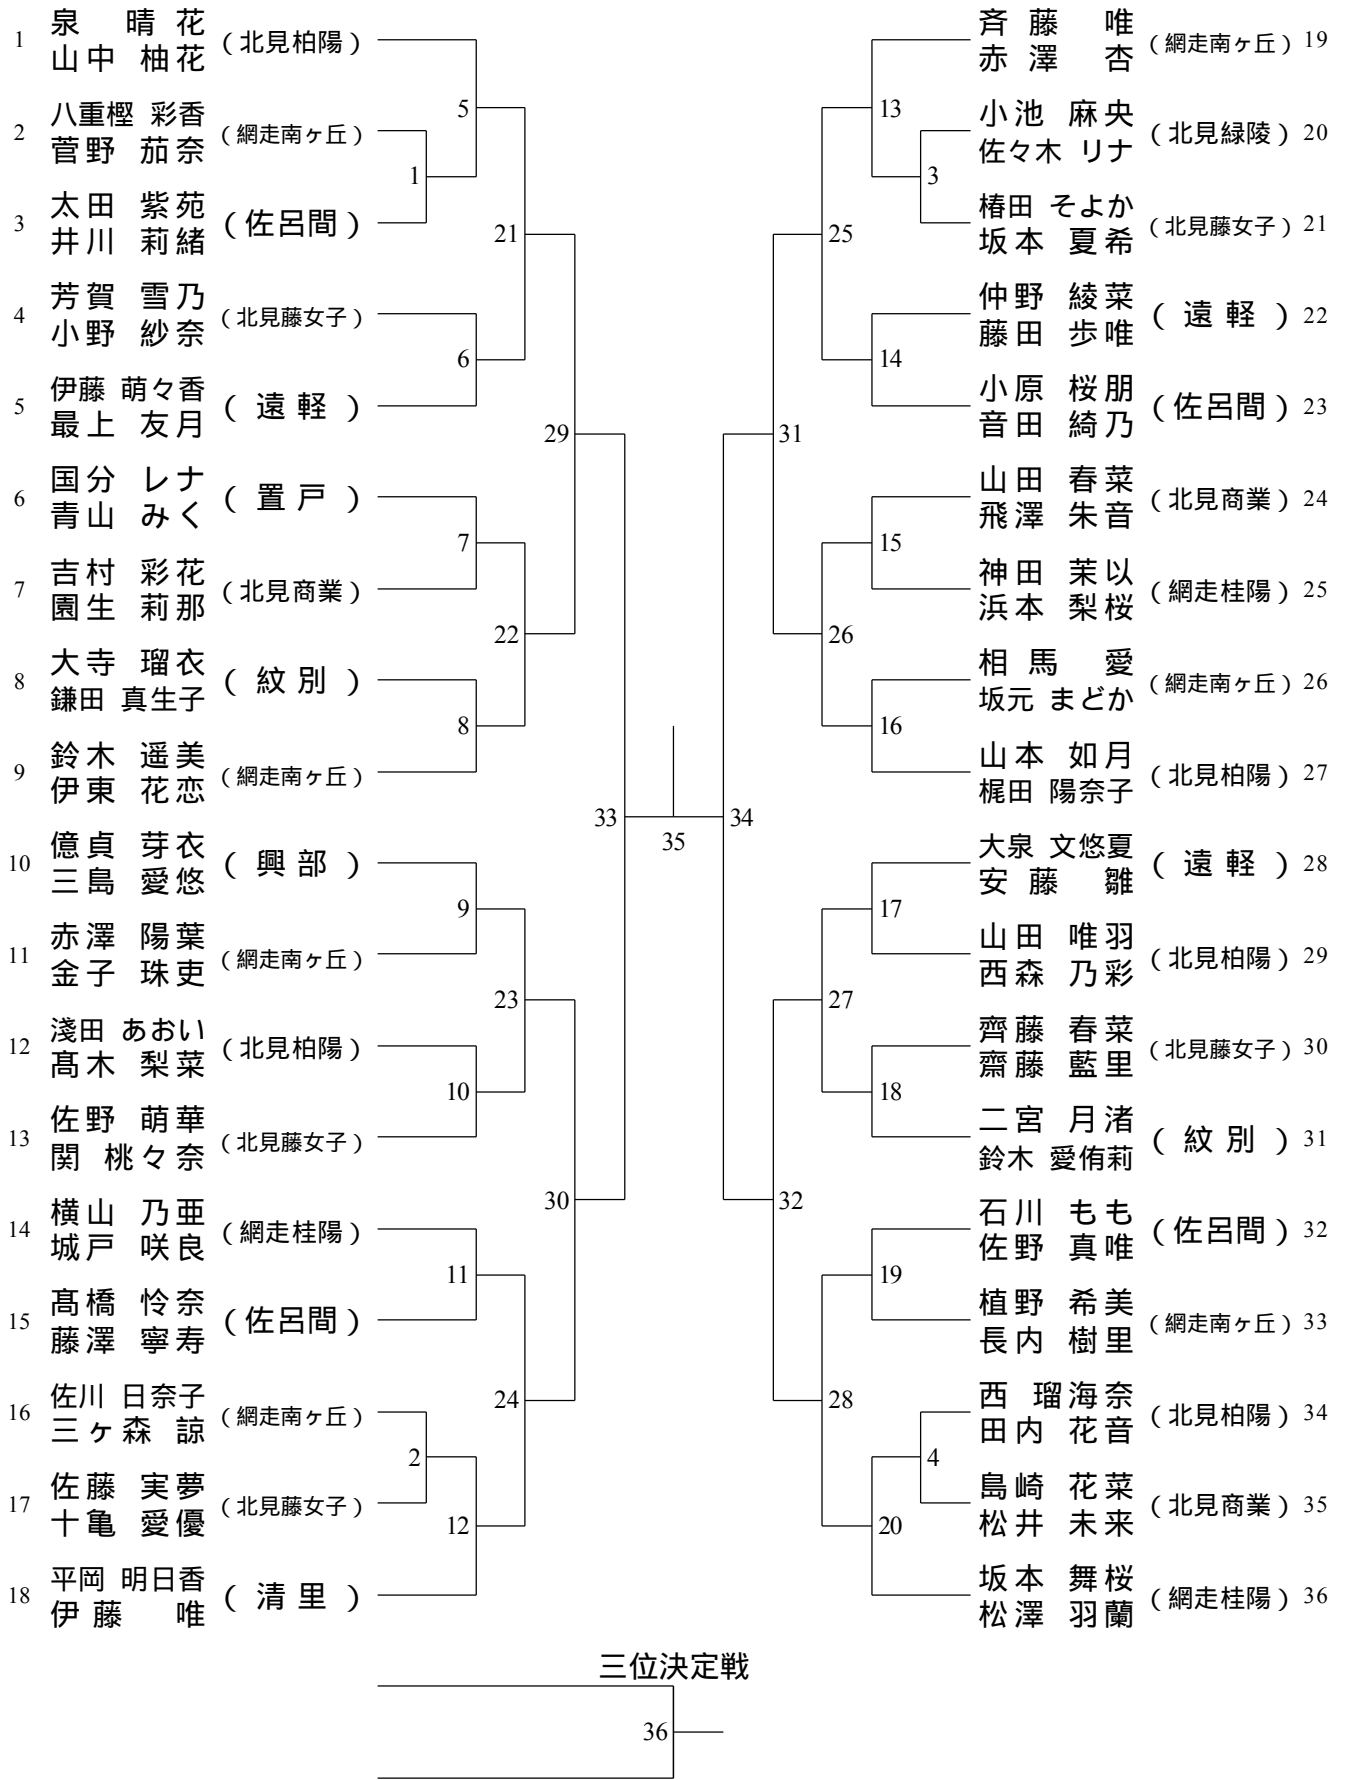 1 泉 晴花 (北見柏陽)
山中 柚花
2 八重樫 彩香 (網走南ヶ丘)
菅野 茄奈
3 太田 紫苑 (佐呂間)
井川 莉緒
4 芳賀 雪乃 (北見藤女子)
小野 紗奈
5 伊藤 萌々香 (遠軽)
最上 友月
6 国分 レナ (置戸)
青山 みく
7 吉村 彩花 (北見商業)
園生 莉那
8 大寺 瑠衣 (紋別)
鎌田 真生子
9 鈴木 遥美 (網走南ヶ丘)
伊東 花恋
10 億貞 芽衣 (興部)
三島 愛悠
11 赤澤 陽葉 (網走南ヶ丘)
金子 珠吏
12 淺田 あおい (北見柏陽)
髙木 梨菜
13 佐野 萌華 (北見藤女子)
関 桃々奈
14 横山 乃亜 (網走桂陽)
城戸 咲良
15 髙橋 怜奈 (佐呂間)
藤澤 寧寿
16 佐川 日奈子 (網走南ヶ丘)
三ヶ森 諒
17 佐藤 実夢 (北見藤女子)
十亀 愛優
18 平岡 明日香 (清里)
伊藤 唯
1
2
5
6
7
8
9
10
11
12
21
22
23
24
29
30
33
35
34
31
32
25
26
27
28
13
14
15
16
17
18
19
20
3
4
斉藤 唯 (網走南ヶ丘) 19
赤澤 杏
小池 麻央 (北見緑陵) 20
佐々木 リナ
椿田 そよか (北見藤女子) 21
坂本 夏希
仲野 綾菜 (遠軽) 22
藤田 歩唯
小原 桜朋 (佐呂間) 23
音田 綺乃
山田 春菜 (北見商業) 24
飛澤 朱音
神田 茉以 (網走桂陽) 25
浜本 梨桜
相馬 愛 (網走南ヶ丘) 26
坂元 まどか
山本 如月 (北見柏陽) 27
梶田 陽奈子
大泉 文悠夏 (遠軽) 28
安藤 雛
山田 唯羽 (北見柏陽) 29
西森 乃彩
齊藤 春菜 (北見藤女子) 30
齋藤 藍里
二宮 月渚 (紋別) 31
鈴木 愛侑莉
石川 もも (佐呂間) 32
佐野 真唯
植野 希美 (網走南ヶ丘) 33
長内 樹里
西 瑠海奈 (北見柏陽) 34
田内 花音
島崎 花菜 (北見商業) 35
松井 未来
坂本 舞桜 (網走桂陽) 36
松澤 羽蘭
三位決定戦
36